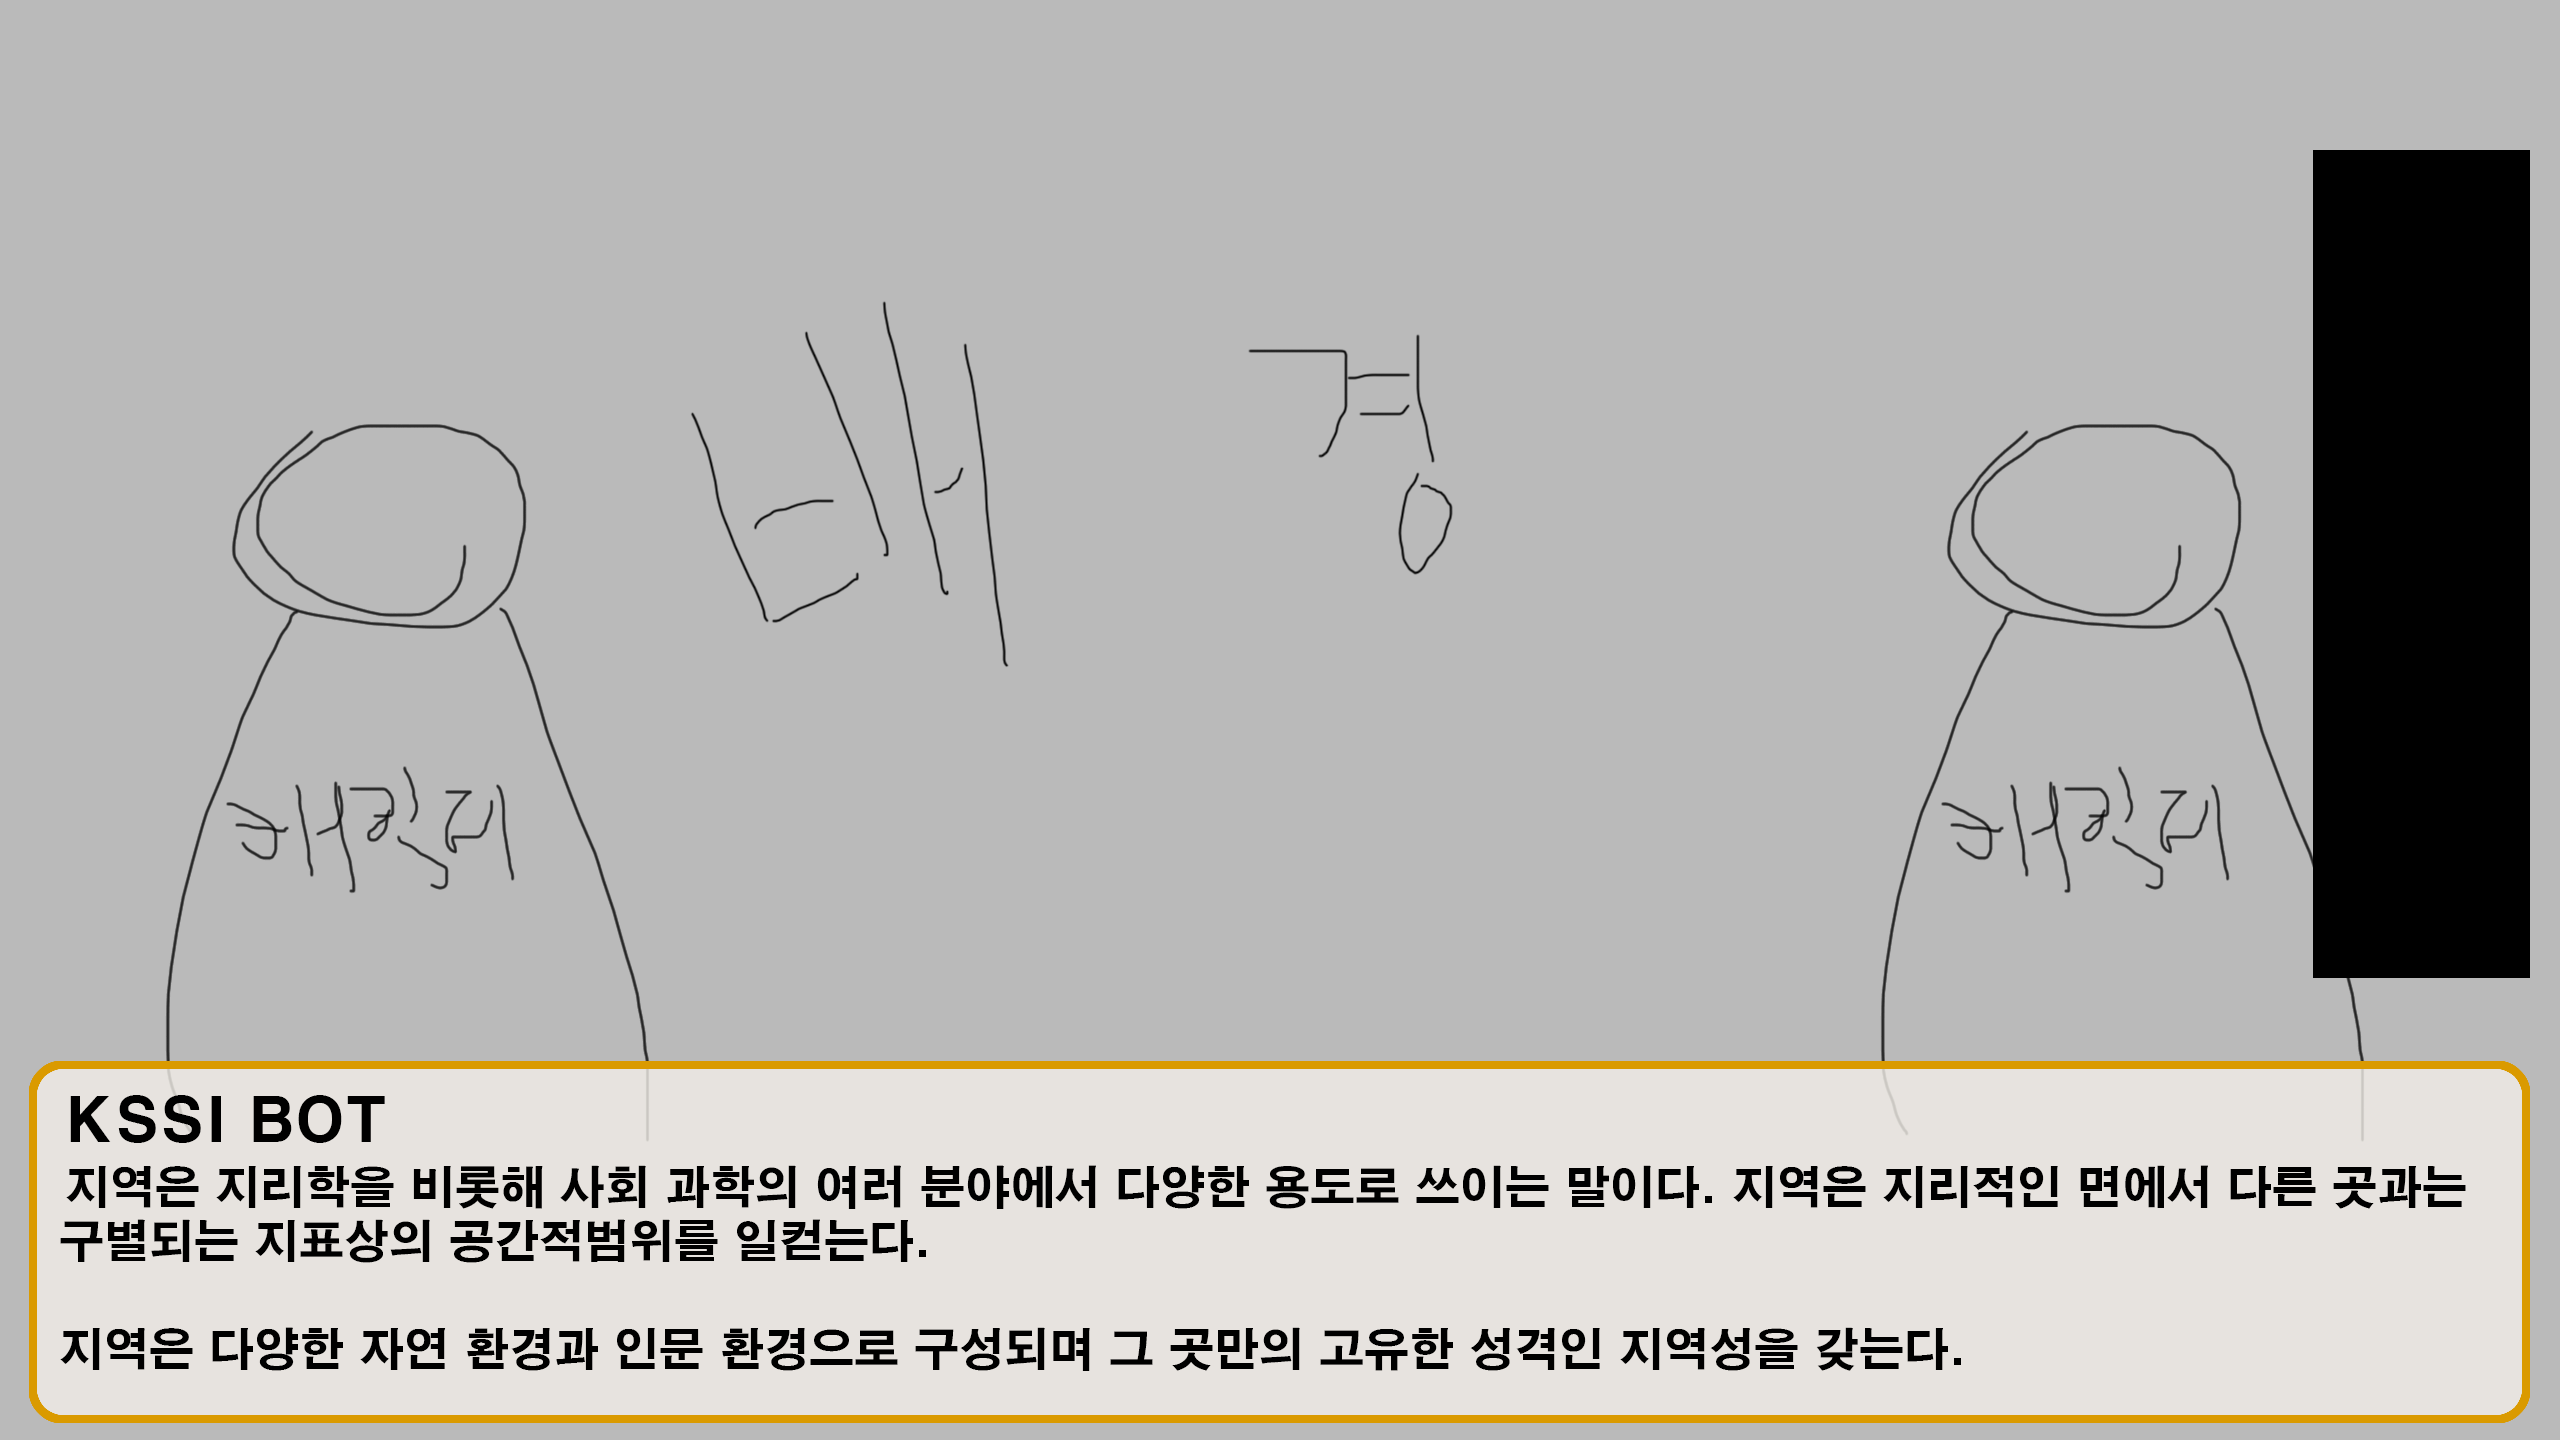 배경
캐릭터
캐릭터
KSSI BOT
지역은 지리학을 비롯해 사회 과학의 여러 분야에서 다양한 용도로 쓰이는 말이다. 지역은 지리적인 면에서 다른 곳과는
구별되는 지표상의 공간적범위를 일컫는다.
지역은 다양한 자연 환경과 인문 환경으로 구성되며 그 곳만의 고유한 성격인 지역성을 갖는다.